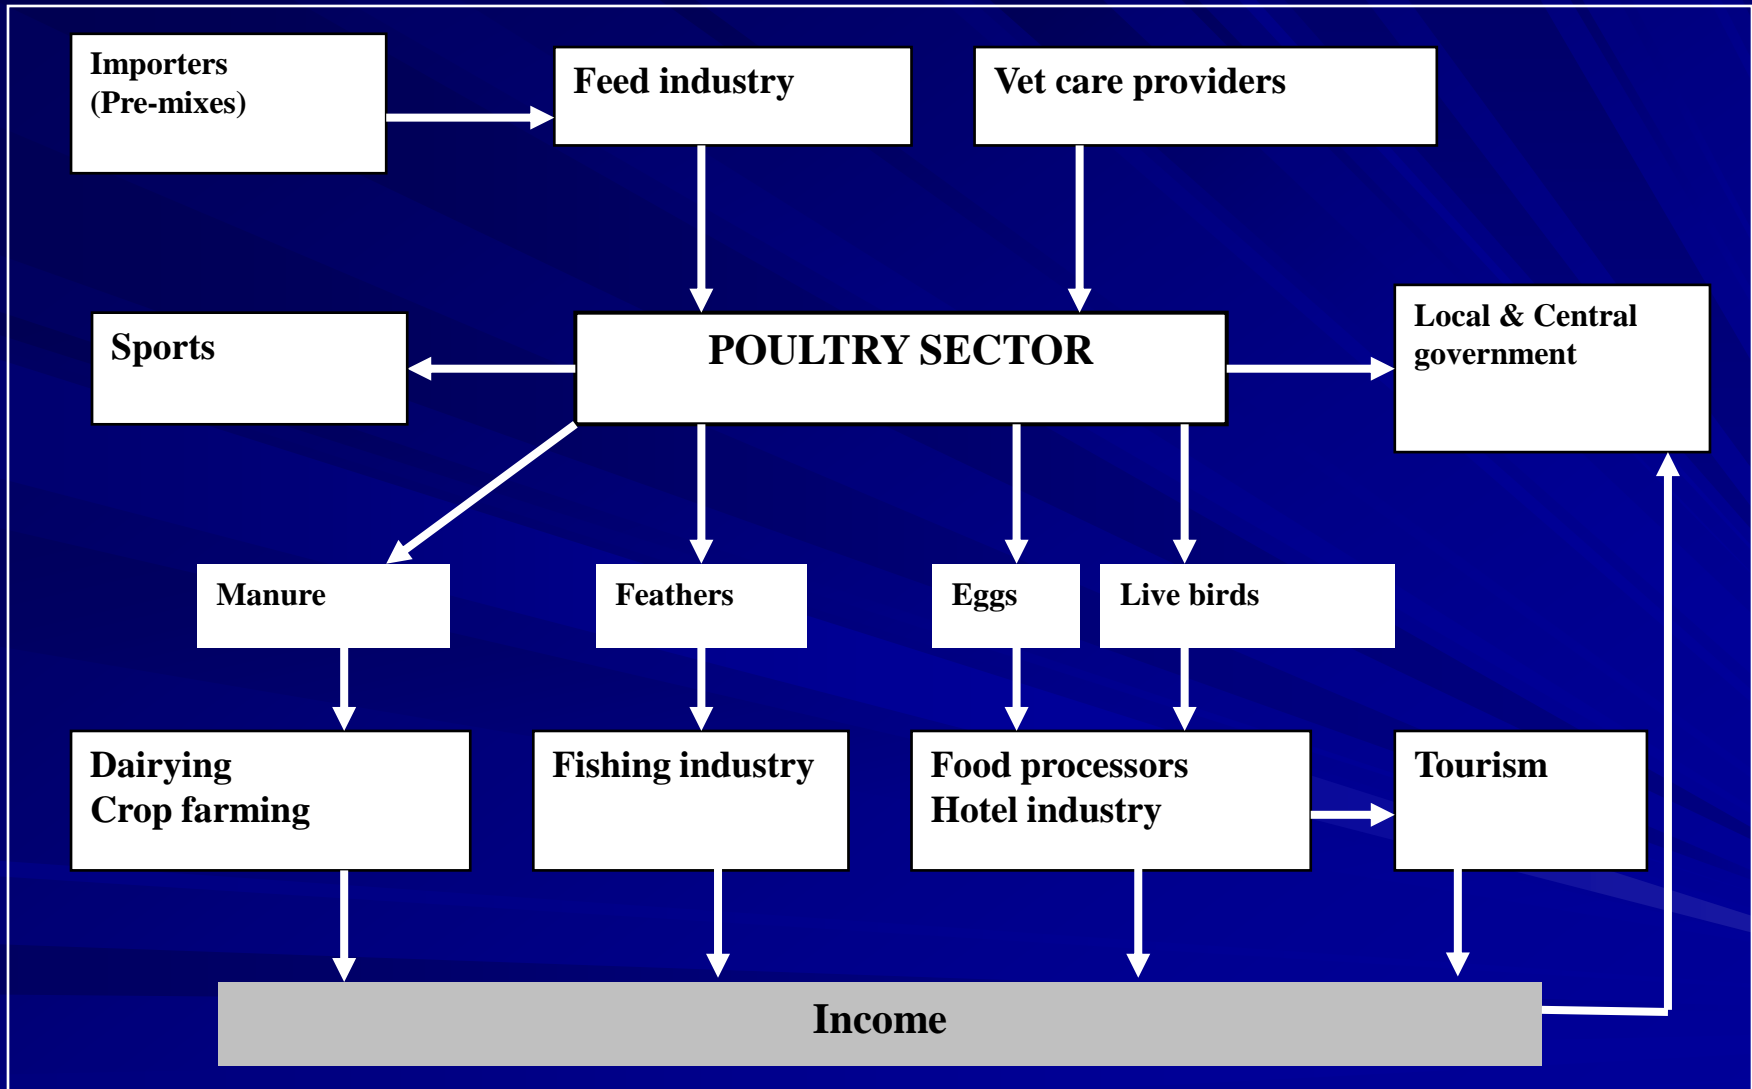 Importers
(Pre-mixes)
Feed industry
Vet care providers
Sports
POULTRY SECTOR
Local & Central
government
Manure
Feathers
Eggs
Live birds
Dairying
Crop farming
Fishing industry
Food processors
Hotel industry
Tourism
Income